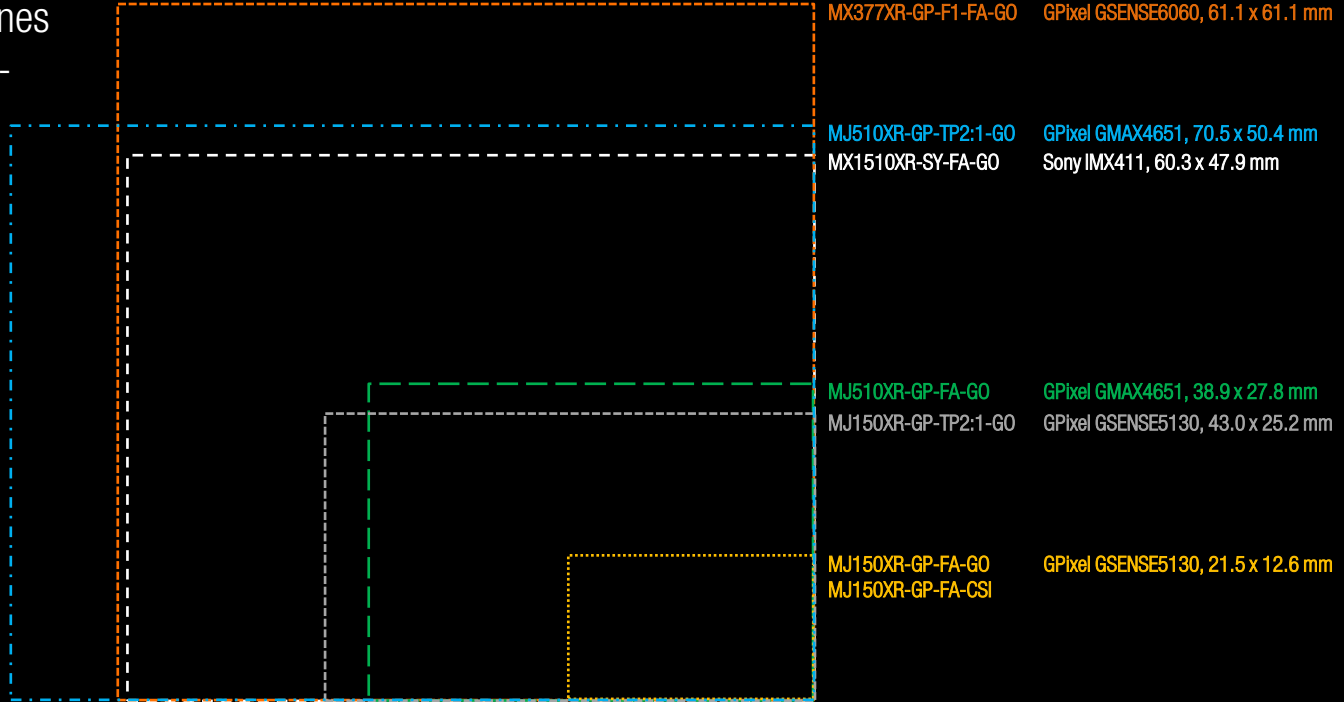 MX377XR-GP-F1-FA-GO GPixel GSENSE6060, 61.1 x 61.1 mm
MJ510XR-GP-TP2:1-GO GPixel GMAX4651, 70.5 x 50.4 mm
MX1510XR-SY-FA-GO Sony IMX411, 60.3 x 47.9 mm
MJ510XR-GP-FA-GO GPixel GMAX4651, 38.9 x 27.8 mm
MJ150XR-GP-TP2:1-GO GPixel GSENSE5130, 43.0 x 25.2 mm
MJ150XR-GP-FA-GO GPixel GSENSE5130, 21.5 x 12.6 mm
MJ150XR-GP-FA-CSI